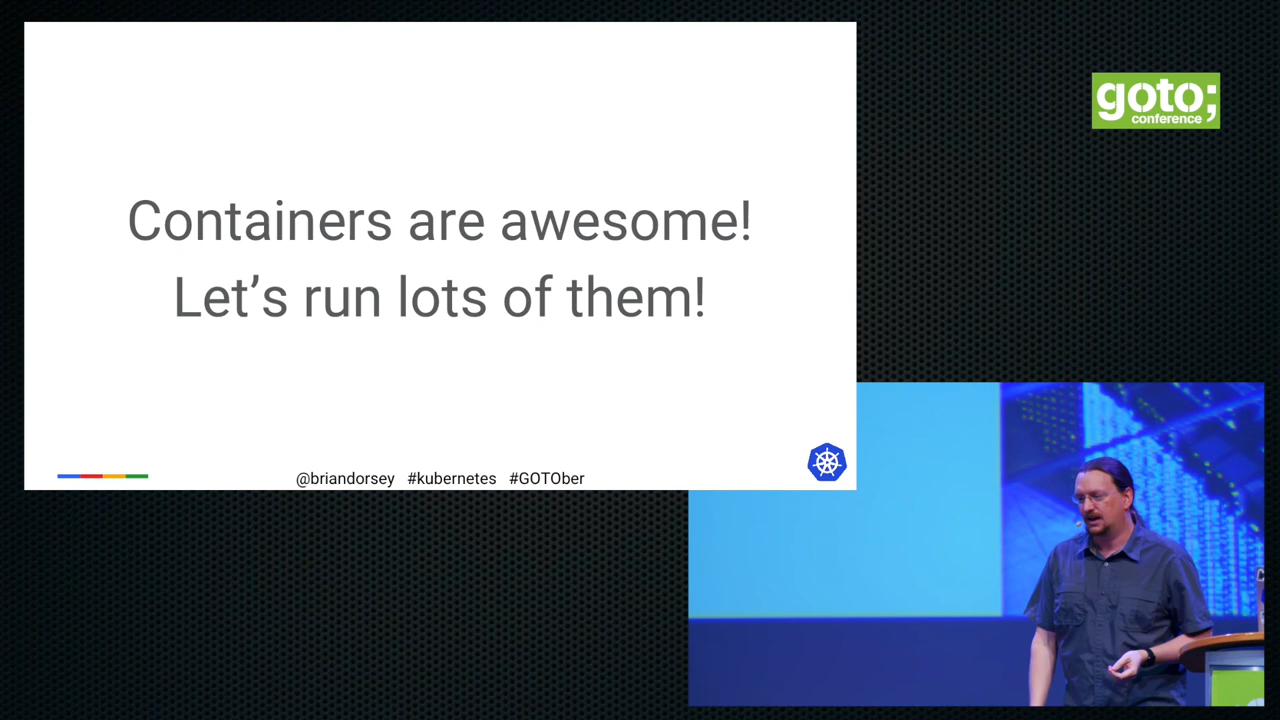 Containers are awesome!
Let’s run lots of them!
@briandorsey #kubernetes #GOTOber
goto;
conference